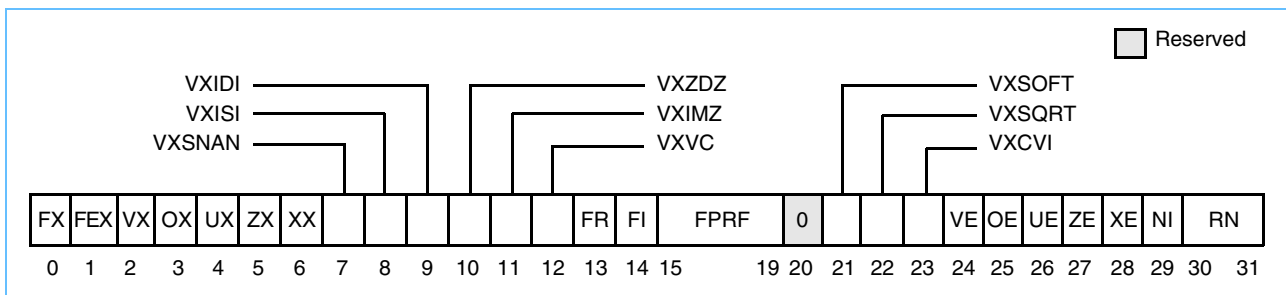 Reserved
VXIDI VXZDZ VXSOFT
VXISI VXIMZ VXSQRT
VXSNAN VXVC VXCVI
FX FEX VX OX UX ZX XX FR FI FPRF 0 VE OE UE ZE XE NI RN
0 1 2 3 4 5 6 7 8 9 10 11 12 13 14 15 19 20 21 22 23 24 25 26 27 28 29 30 31